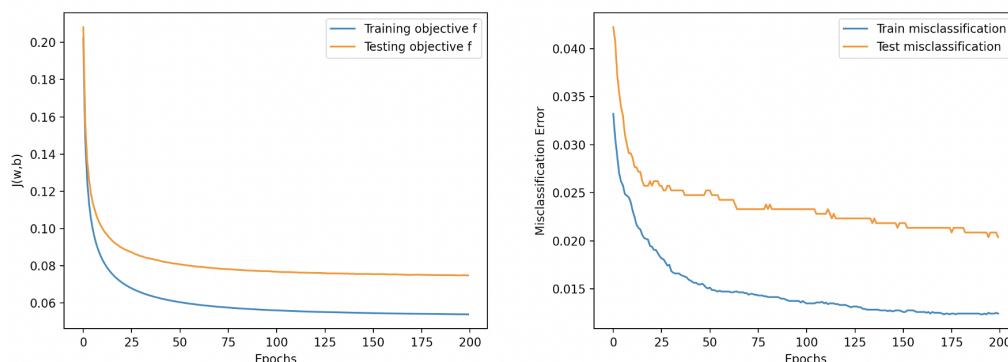 Training objective f
Testing objective f
0.20
0.18
0.16
0.14
0.12
0.10
0.08
0.06
J(w,b)
0 25 50 75 100 125 150 175 200
Epochs
Train misclassification
Test misclassification
0.040
0.035
0.030
0.025
0.020
0.015
Misclassification Error
0 25 50 75 100 125 150 175
Epochs